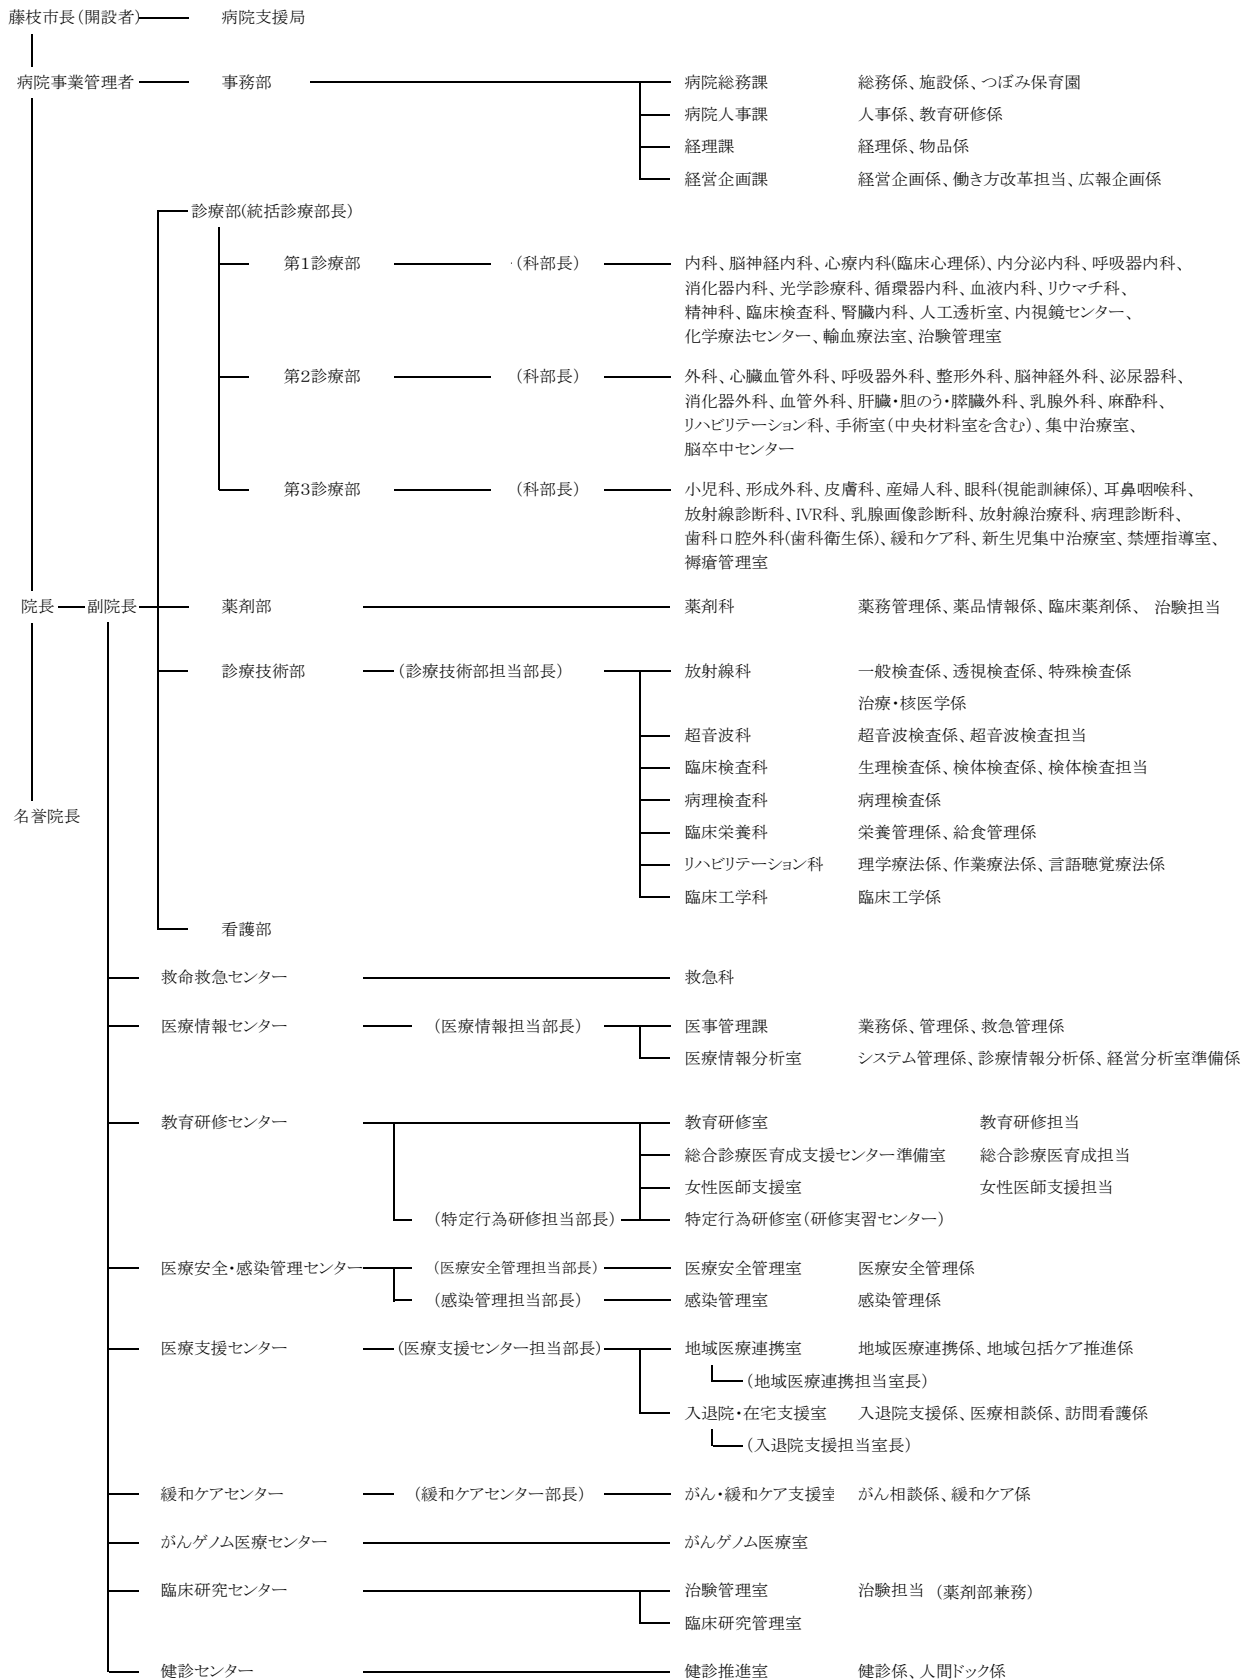 藤枝市長（開設者） 病院支援局
病院事業管理者 事務部 病院総務課 総務係、施設係、つぼみ保育園
病院人事課 人事係、教育研修係
経理課 経理係、物品係
経営企画課 経営企画係、働き方改革担当、広報企画係
診療部(統括診療部長)
第1診療部 （科部長） 内科、脳神経内科、心療内科(臨床心理係)、内分泌内科、呼吸器内科、
消化器内科、光学診療科、循環器内科、血液内科、リウマチ科、
精神科、臨床検査科、腎臓内科、人工透析室、内視鏡センター、
化学療法センター、輸血療法室、治験管理室
第2診療部 （科部長） 外科、心臓血管外科、呼吸器外科、整形外科、脳神経外科、泌尿器科、
消化器外科、血管外科、肝臓・胆のう・膵臓外科、乳腺外科、麻酔科、
リハビリテーション科、手術室（中央材料室を含む）、集中治療室、
脳卒中センター
第3診療部 （科部長） 小児科、形成外科、皮膚科、産婦人科、眼科(視能訓練係)、耳鼻咽喉科、
放射線診断科、IVR科、乳腺画像診断科、放射線治療科、病理診断科、
歯科口腔外科(歯科衛生係)、緩和ケア科、新生児集中治療室、禁煙指導室、
褥瘡管理室
院長 副院長 薬剤部 薬剤科 薬務管理係、薬品情報係、臨床薬剤係、 治験担当
診療技術部 （診療技術部担当部長） 放射線科 一般検査係、透視検査係、特殊検査係
治療・核医学係
超音波科 超音波検査係、超音波検査担当
臨床検査科 生理検査係、検体検査係、検体検査担当
病理検査科 病理検査係
名誉院長
臨床栄養科 栄養管理係、給食管理係
リハビリテーション科 理学療法係、作業療法係、言語聴覚療法係
臨床工学科 臨床工学係
看護部
救命救急センター 救急科
医療情報センター （医療情報担当部長） 医事管理課 業務係、管理係、救急管理係
医療情報分析室 システム管理係、診療情報分析係、経営分析室準備係
教育研修センター 教育研修室 教育研修担当
総合診療医育成支援センター準備室 総合診療医育成担当
女性医師支援室 女性医師支援担当
（特定行為研修担当部長） 特定行為研修室（研修実習センター）
医療安全・感染管理センター （医療安全管理担当部長） 医療安全管理室 医療安全管理係
（感染管理担当部長） 感染管理室 感染管理係
医療支援センター （医療支援センター担当部長） 地域医療連携室 地域医療連携係、地域包括ケア推進係
（地域医療連携担当室長）
入退院・在宅支援室 入退院支援係、医療相談係、訪問看護係
（入退院支援担当室長）
緩和ケアセンター （緩和ケアセンター部長） がん・緩和ケア支援室 がん相談係、緩和ケア係
がんゲノム医療センター がんゲノム医療室
臨床研究センター 治験管理室 治験担当 （薬剤部兼務）
臨床研究管理室
健診センター 健診推進室 健診係、人間ドック係